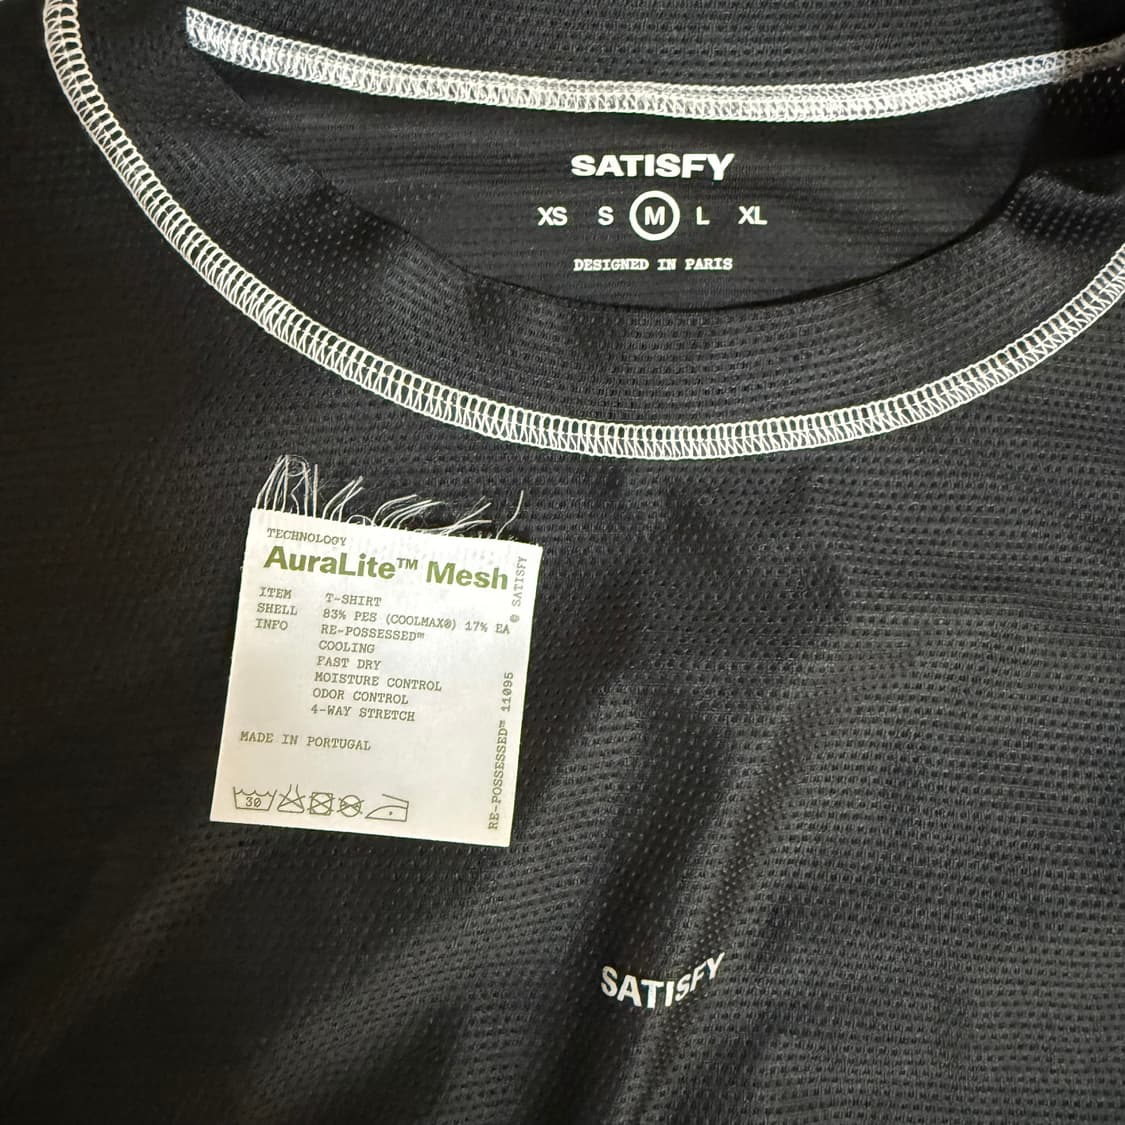 SATISFY
XS S M L XL
DESIGNED IN PARIS
TECHNOLOGY
AuraLite™ Mesh
ITEM T-SHIRT
SHELL 83% PES (COOLMAX®) 17% EA
INFO RE-POSSESSED™
COOLING
FAST DRY
MOISTURE CONTROL
ODOR CONTROL
4-WAY STRETCH
MADE IN PORTUGAL
30
© SATISFY
RE-POSSESSED™ 11095
SATISFY